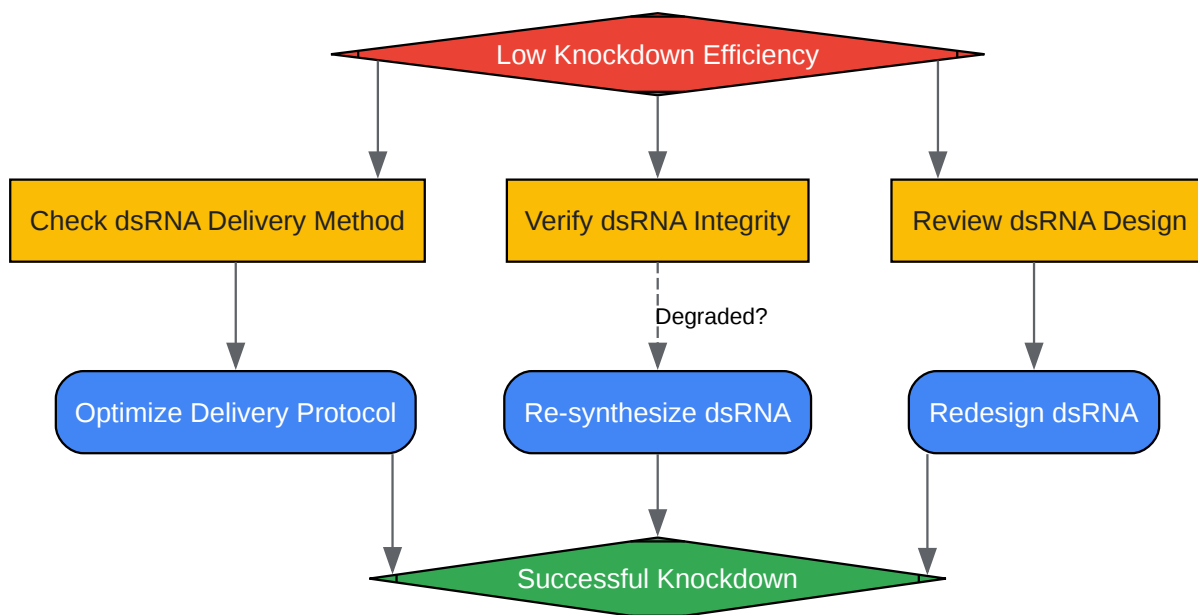 Low Knockdown Efficiency
Check dsRNA Delivery Method
Verify dsRNA Integrity
Review dsRNA Design
Degraded?
Optimize Delivery Protocol
Re-synthesize dsRNA
Redesign dsRNA
Successful Knockdown